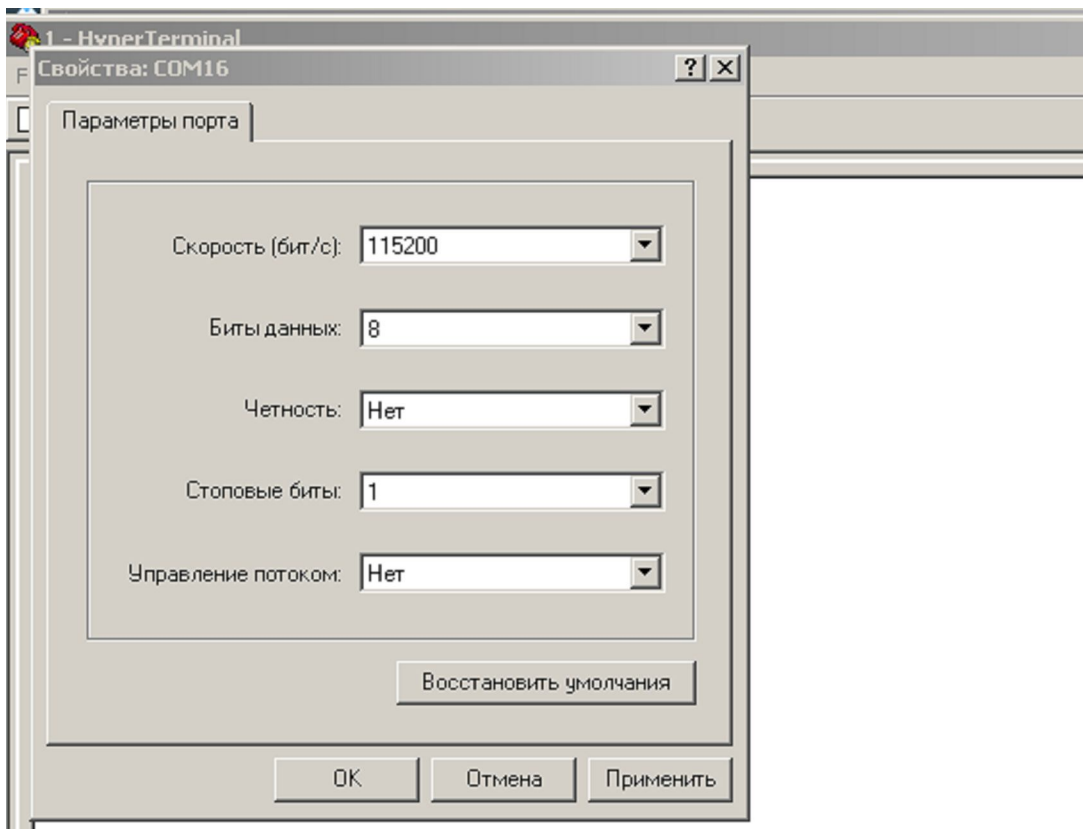 1 - HyperTerminal
F
Свойства: COM16
Параметры порта
Скорость (бит/с): 115200
Биты данных: 8
Четность: Нет
Стоповые биты: 1
Управление потоком: Нет
Восстановить умолчания
OK Отмена Применить